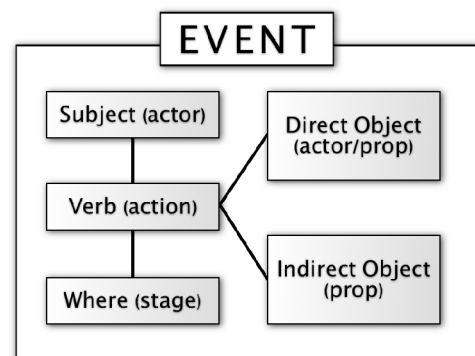 EVENT
Subject (actor)
Direct Object
(actor/prop)
Verb (action)
Indirect Object
(prop)
Where (stage)